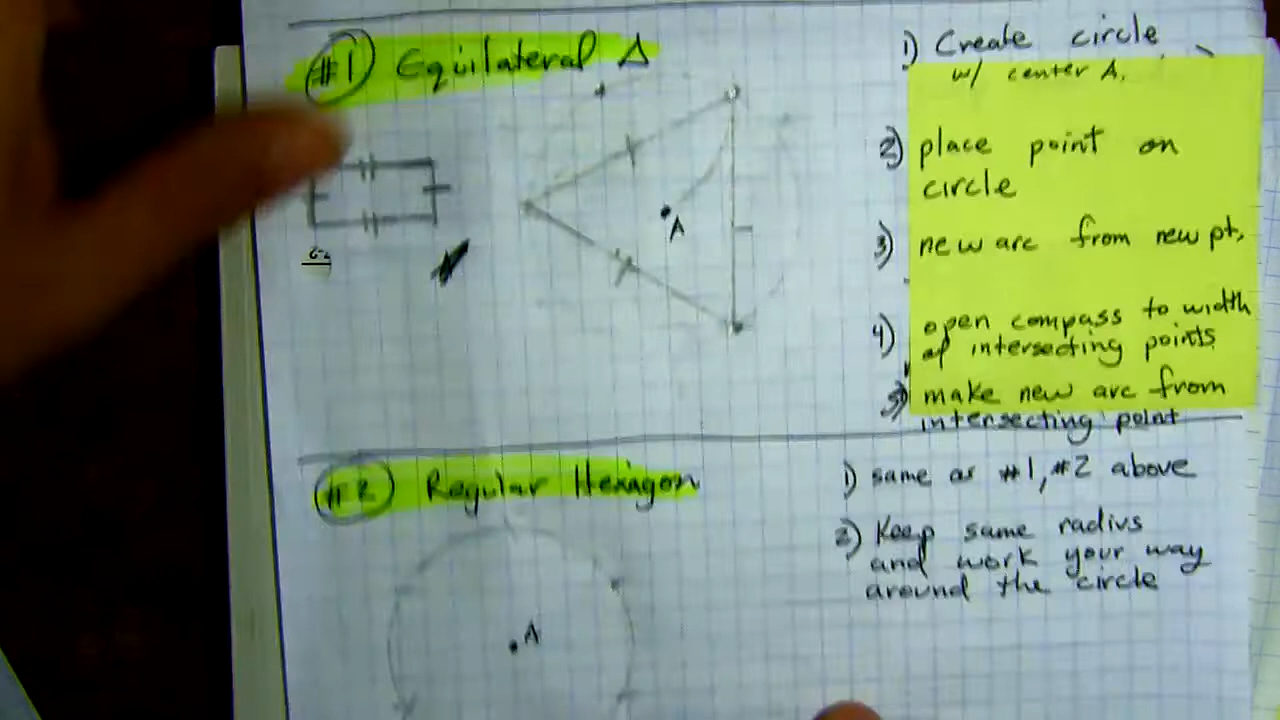 #1 Equilateral Δ
A
1) Create circle
w/ center A.
2) place point on
circle
3) new arc from new pt.
4) open compass to width
of intersecting points
5) make new arc from
intersecting point
#2 Regular Hexagon
A
1) same as #1, #2 above
2) Keep same radius
and work your way
around the circle